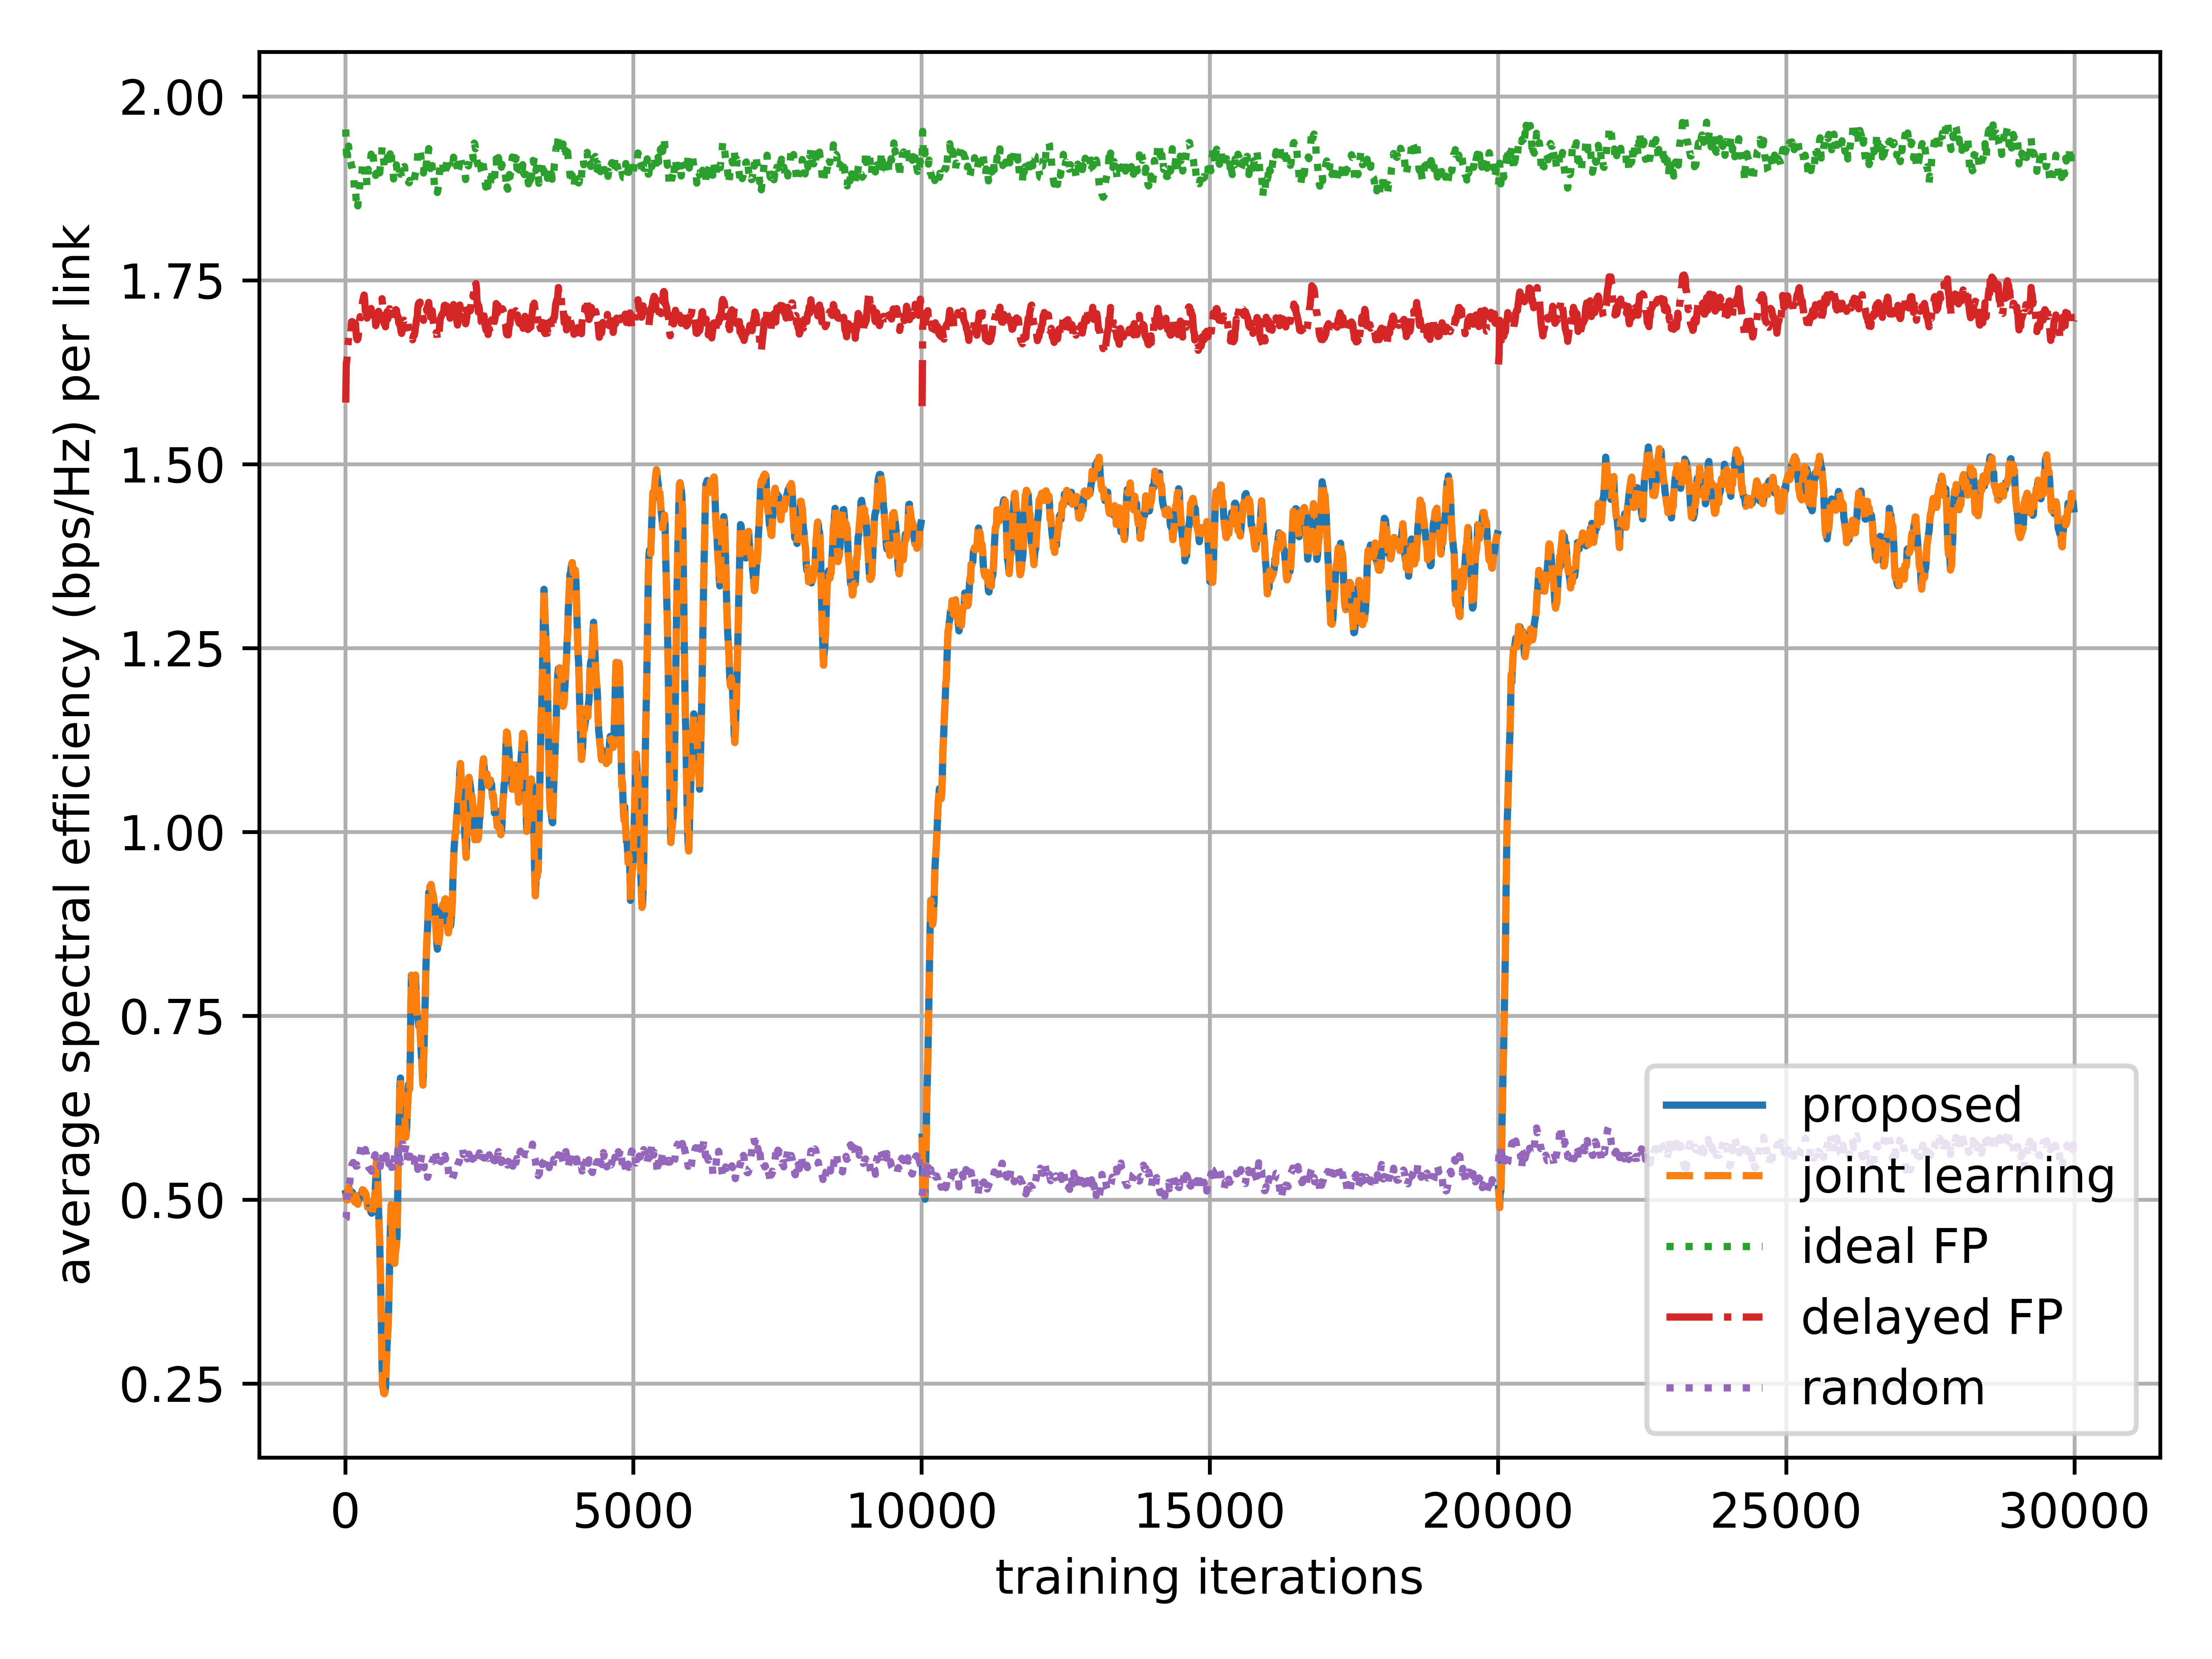 average spectral efficiency (bps/Hz) per link
2.00
1.75
1.50
1.25
1.00
0.75
0.50
0.25
proposed
joint learning
ideal FP
delayed FP
random
0 5000 10000 15000 20000 25000 30000
training iterations